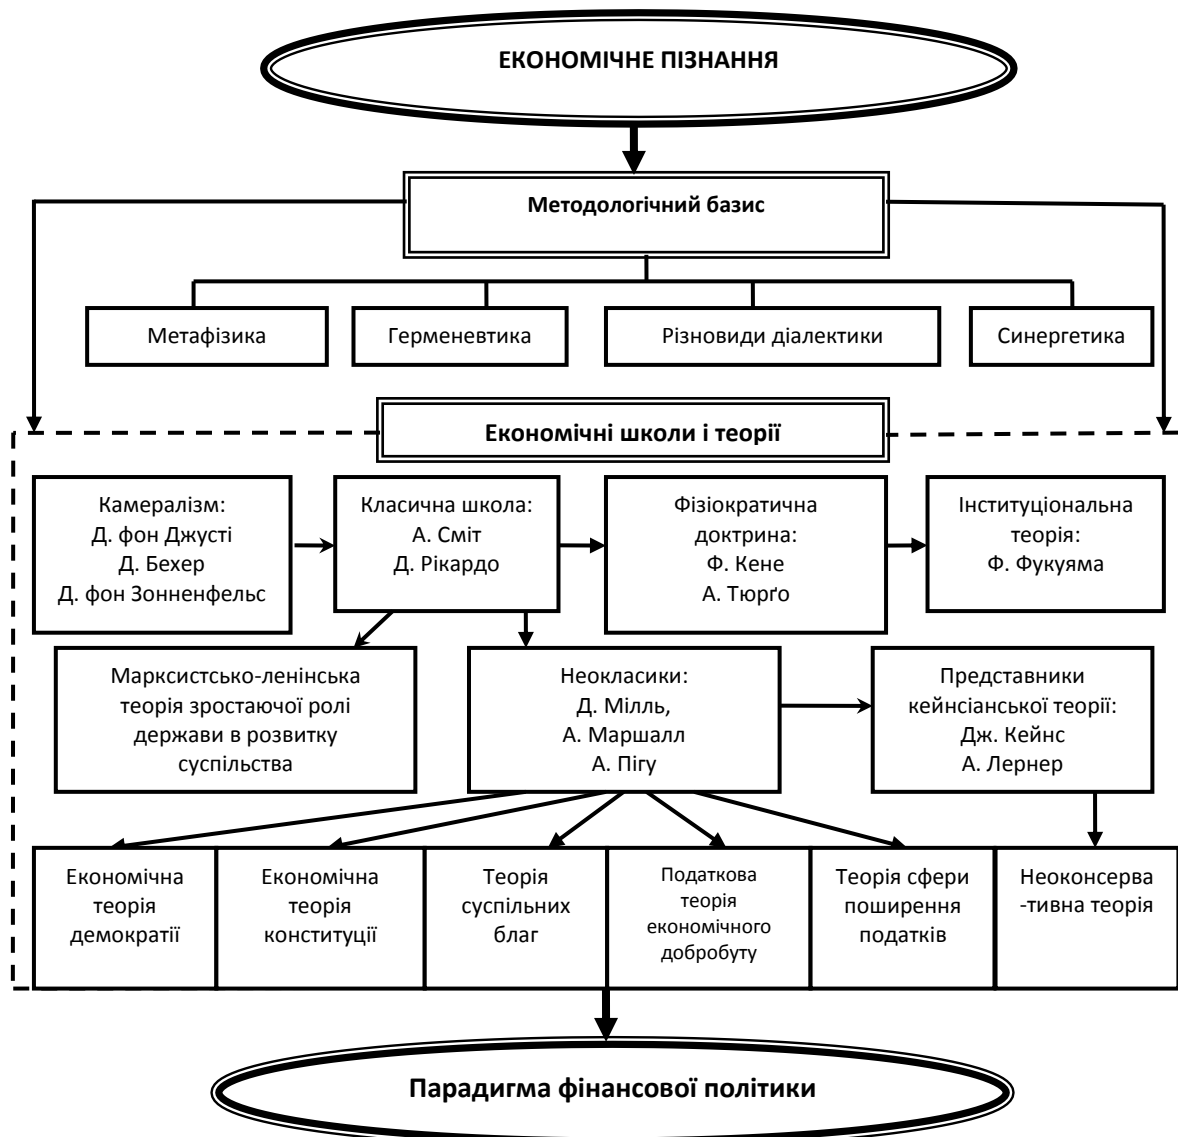 ЕКОНОМІЧНЕ ПІЗНАННЯ
Методологічний базис
Метафізика
Герменевтика
Різновиди діалектики
Синергетика
Економічні школи і теорії
Камералізм:
Д. фон Джусті
Д. Бехер
Д. фон Зонненфельс
Класична школа:
А. Сміт
Д. Рікардо
Фізіократична
доктрина:
Ф. Кене
А. Тюрґо
Інституціональна
теорія:
Ф. Фукуяма
Марксистсько-ленінська
теорія зростаючої ролі
держави в розвитку
суспільства
Неокласики:
Д. Мілль,
А. Маршалл
А. Пігу
Представники
кейнсіанської теорії:
Дж. Кейнс
А. Лернер
Економічна
теорія
демократії
Економічна
теорія
конституції
Теорія
суспільних
благ
Податкова
теорія
економічного
добробуту
Теорія сфери
поширення
податків
Неоконсерва
-тивна теорія
Парадигма фінансової політики